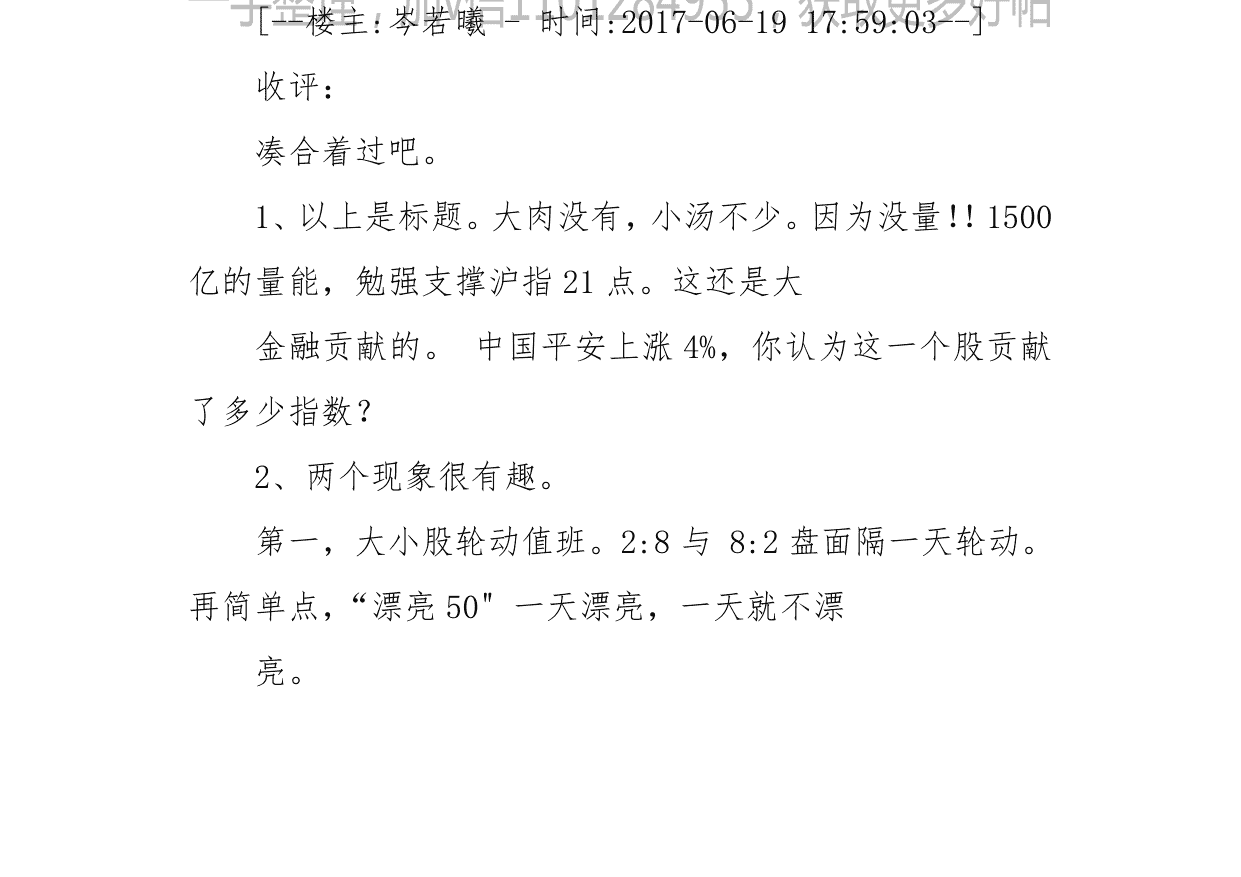 [--楼主:岑若曦 - 时间:2017-06-19 17:59:03--]
收评：
凑合着过吧。
1、以上是标题。大肉没有，小汤不少。因为没量！！1500
亿的量能，勉强支撑沪指 21 点。这还是大
金融贡献的。 中国平安上涨 4%，你认为这一个股贡献
了多少指数？
2、两个现象很有趣。
第一，大小股轮动值班。2:8 与 8:2 盘面隔一天轮动。
再简单点，“漂亮 50" 一天漂亮，一天就不漂
亮。